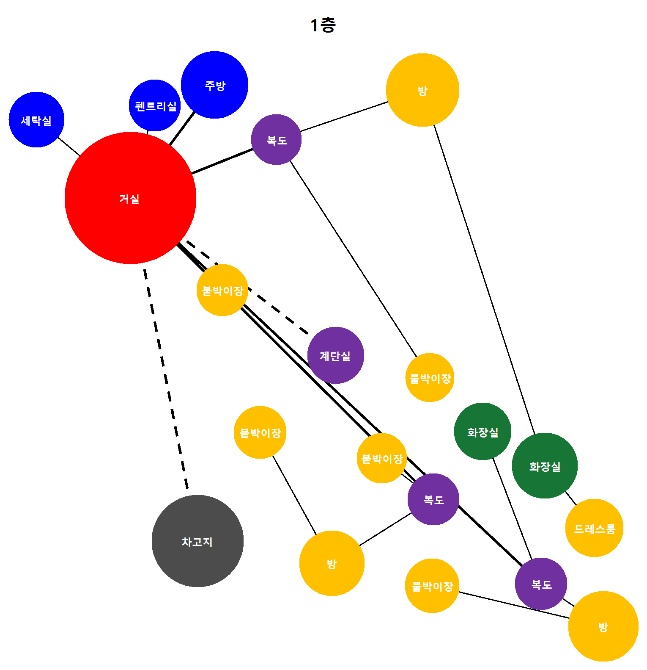 1층
주방
펜트리실
세탁실
방
복도
거실
붙박이장
계단실
붙박이장
붙박이장
화장실
붙박이장
화장실
복도
드레스룸
차고지
방
붙박이장
복도
방